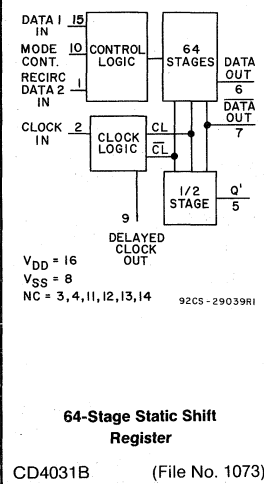 DATA 1 IN 15
MODE CONT. 10
RECIRC DATA 2 IN 1
CONTROL LOGIC
64 STAGES
DATA OUT
6
DATA OUT
7
CLOCK IN 2
CLOCK LOGIC
CL
CL
1/2 STAGE
Q'
5
9
DELAYED CLOCK OUT
VDD = 16
VSS = 8
NC = 3,4,11,12,13,14
92CS-29039R1
64-Stage Static Shift
Register
CD4031B (File No. 1073)